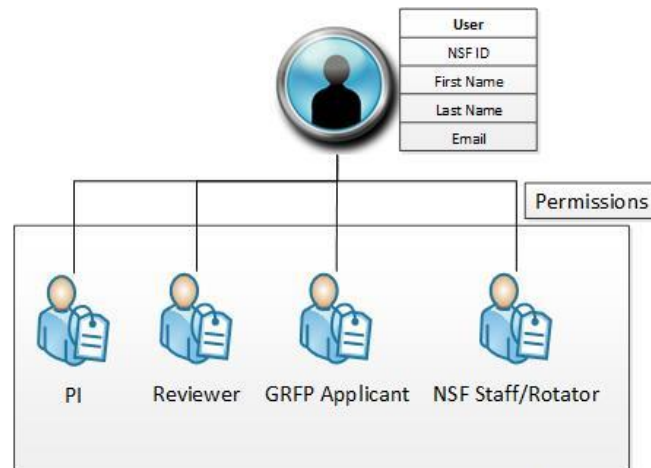 User
NSF ID
First Name
Last Name
Email
Permissions
PI
Reviewer
GRFP Applicant
NSF Staff/Rotator